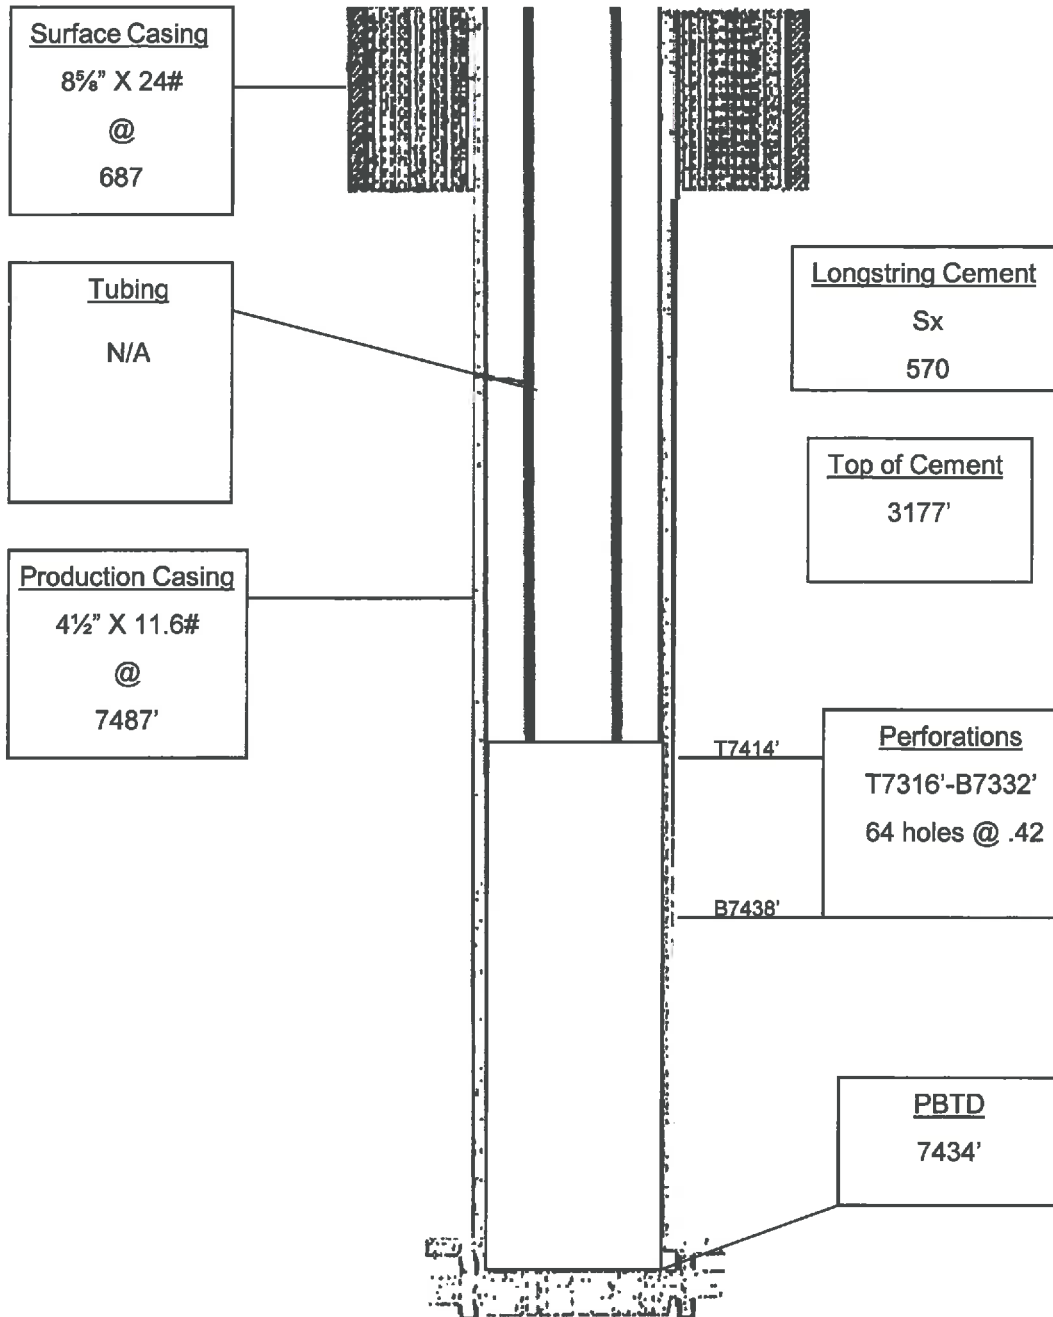 Surface Casing
8⅝” X 24#
@
687
Tubing
N/A
Production Casing
4½” X 11.6#
@
7487’
Longstring Cement
Sx
570
Top of Cement
3177’
T7414’
B7438’
Perforations
T7316’-B7332’
64 holes @ .42
PBTD
7434’